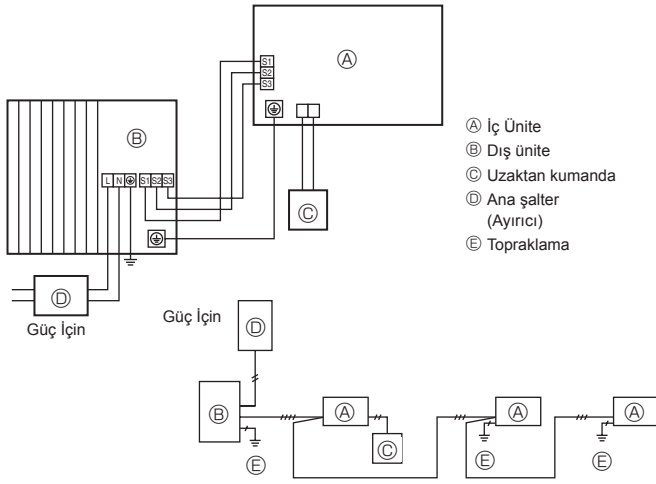 S1
S2
S3
Ⓐ
Ⓑ
L N S1 S2 S3
Ⓒ
Ⓓ
Güç İçin
Ⓐ İç Ünite
Ⓑ Dış ünite
Ⓒ Uzaktan kumanda
Ⓓ Ana şalter
(Ayırıcı)
Ⓔ Topraklama
Güç İçin
Ⓓ
Ⓑ Ⓐ Ⓐ Ⓐ
Ⓒ
Ⓔ Ⓔ Ⓔ